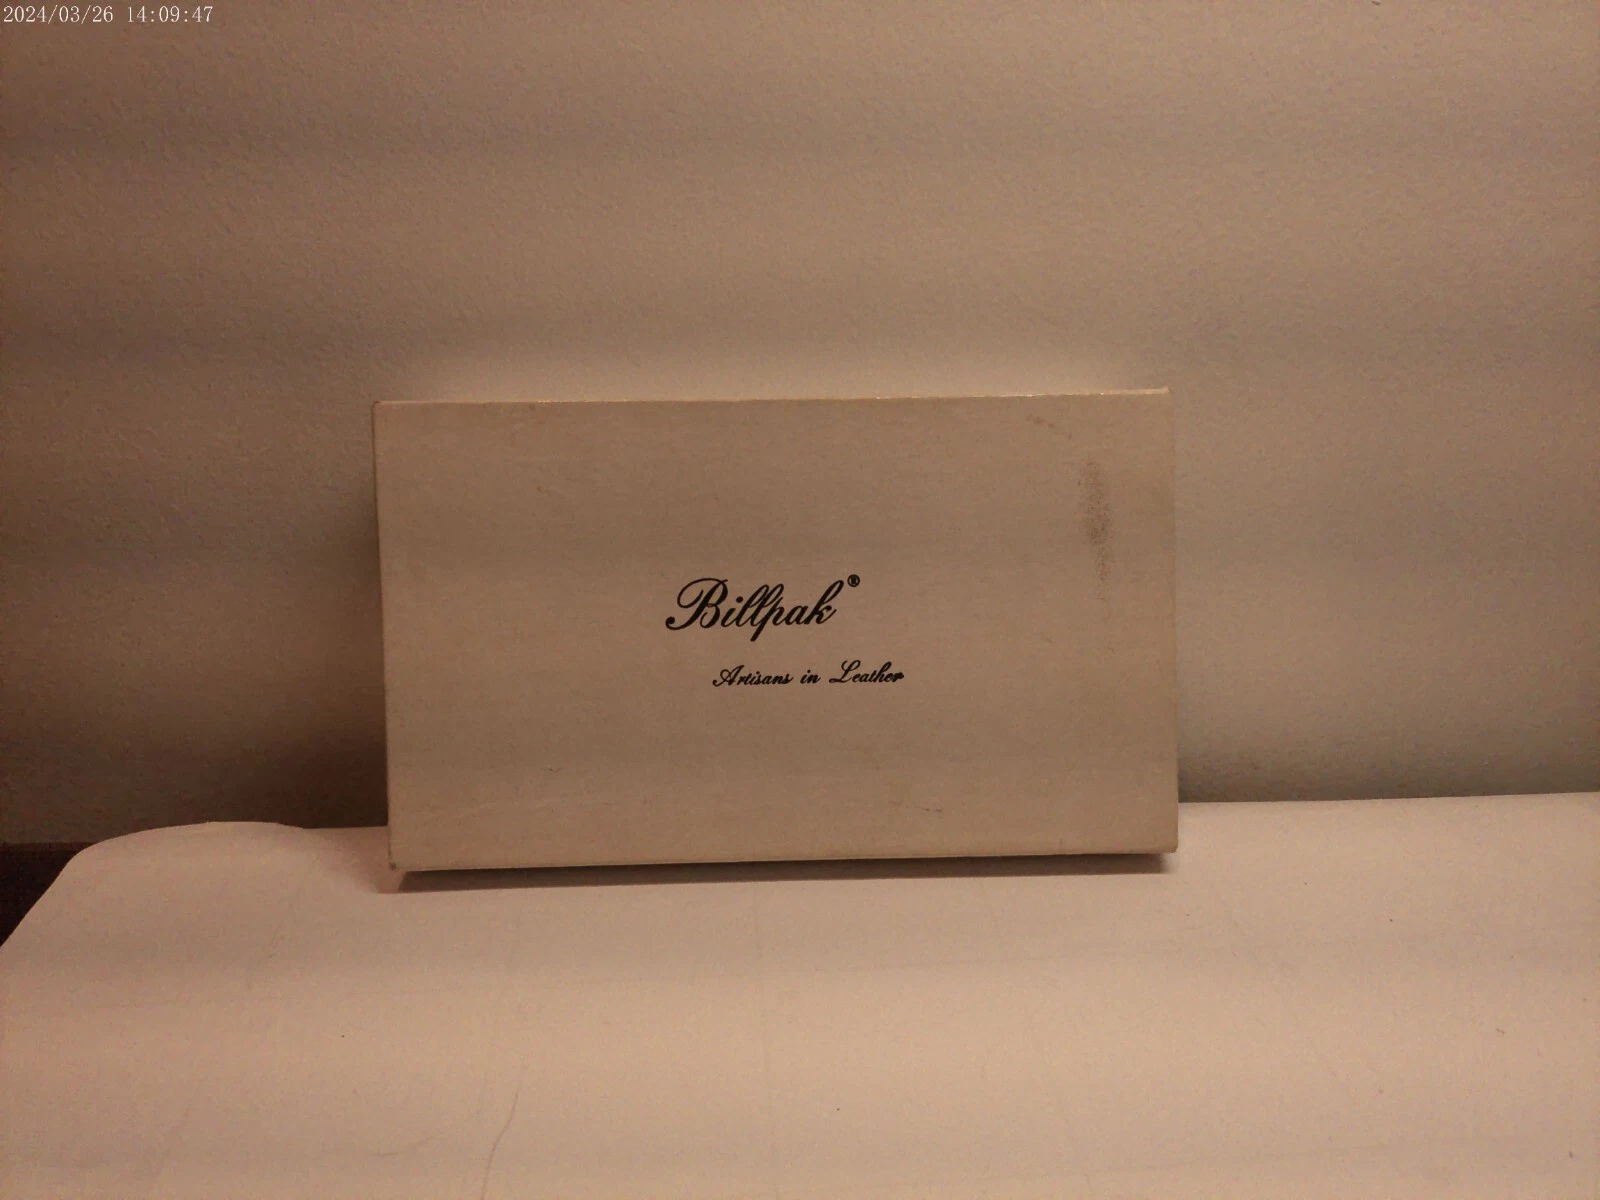 2024/03/26 14:09:47
Billpak®
Artisans in Leather